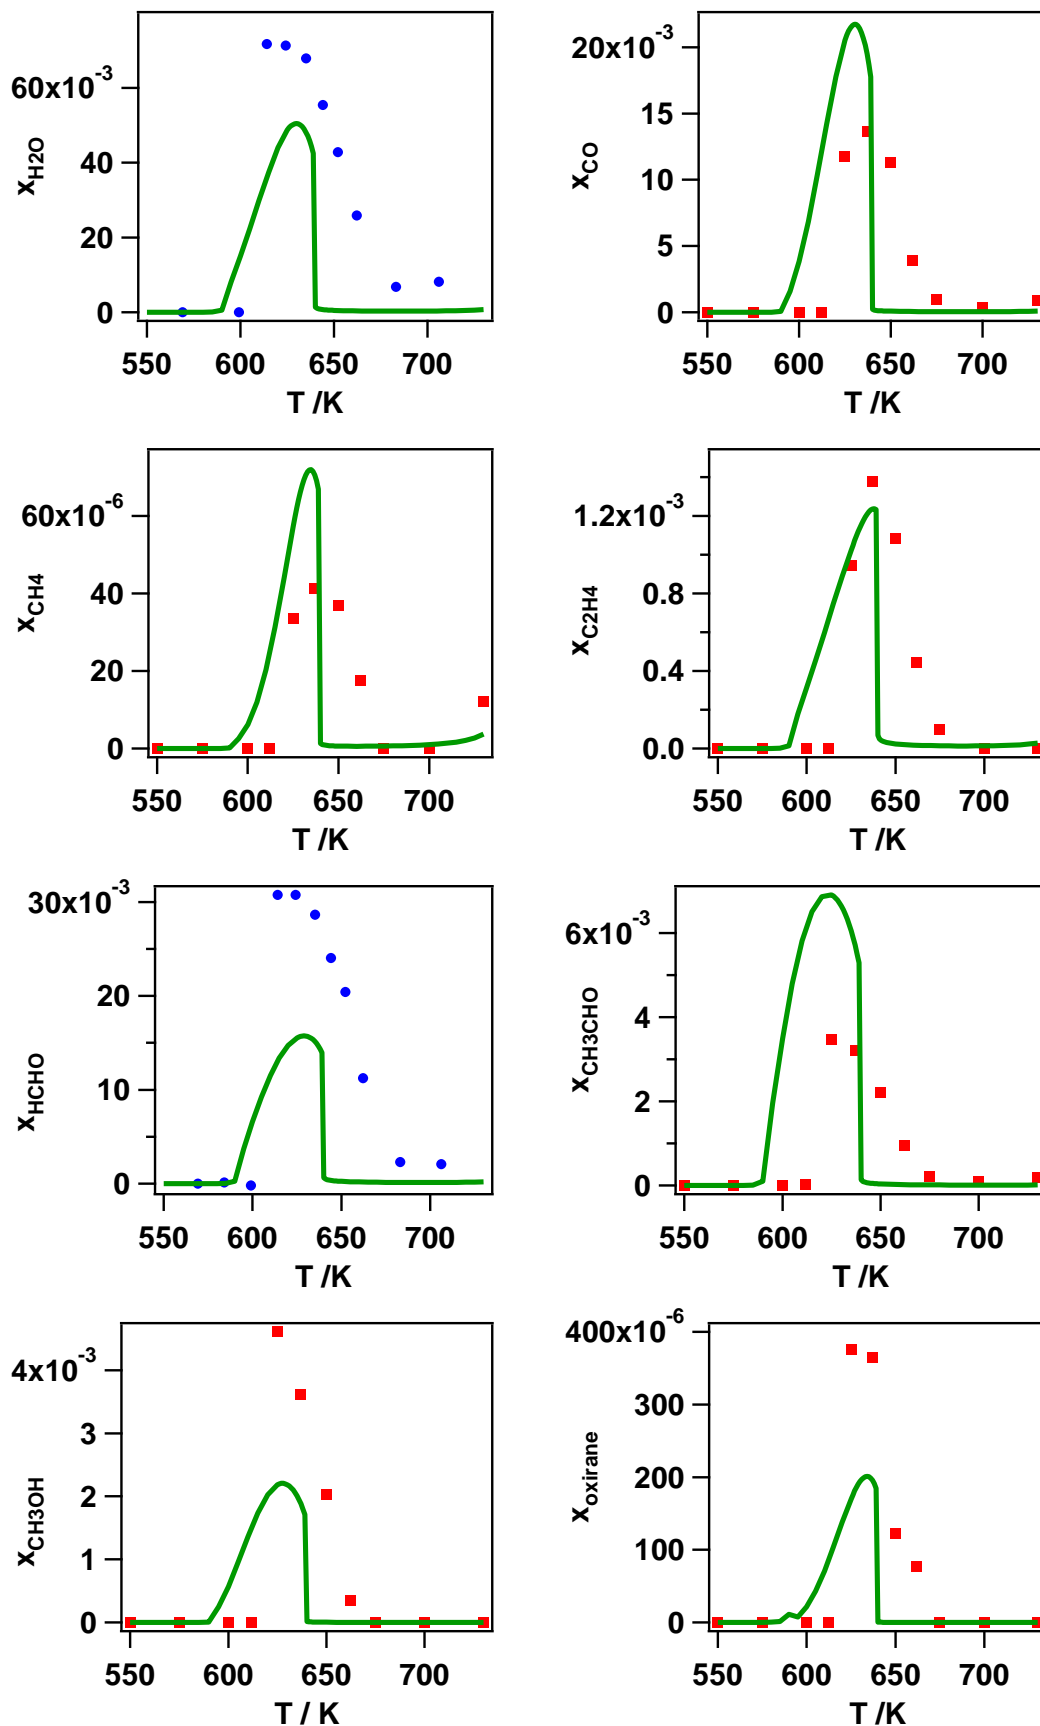 60x10-3
40
20
0
xH2O
550 600 650 700
T /K
20x10-3
15
10
5
0
xCO
550 600 650 700
T /K
60x10-6
40
20
0
xCH4
550 600 650 700
T /K
1.2x10-3
0.8
0.4
0.0
xC2H4
550 600 650 700
T /K
30x10-3
20
10
0
xHCHO
550 600 650 700
T /K
6x10-3
4
2
0
xCH3CHO
550 600 650 700
T /K
4x10-3
3
2
1
0
xCH3OH
550 600 650 700
T / K
400x10-6
300
200
100
0
xoxirane
550 600 650 700
T /K